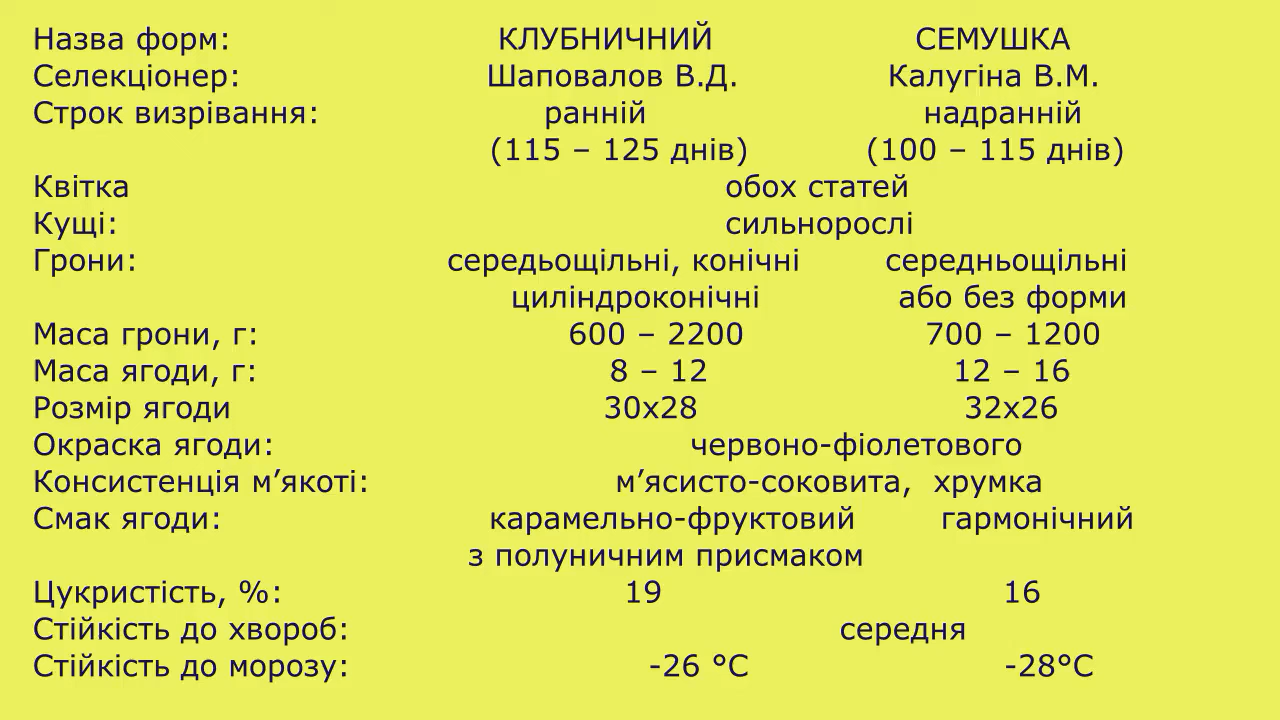 Назва форм: КЛУБНИЧНИЙ СЕМУШКА
Селекціонер: Шаповалов В.Д. Калугіна В.М.
Строк визрівання: ранній надранній
(115 – 125 днів) (100 – 115 днів)
Квітка обох статей
Кущі: сильнорослі
Грони: середьощільні, конічні середньощільні
циліндроконічні або без форми
Маса грони, г: 600 – 2200 700 – 1200
Маса ягоди, г: 8 – 12 12 – 16
Розмір ягоди 30х28 32х26
Окраска ягоди: червоно-фіолетового
Консистенція м’якоті: м’ясисто-соковита, хрумка
Смак ягоди: карамельно-фруктовий гармонічний
з полуничним присмаком
Цукристість, %: 19 16
Стійкість до хвороб: середня
Стійкість до морозу: -26 °С -28°С